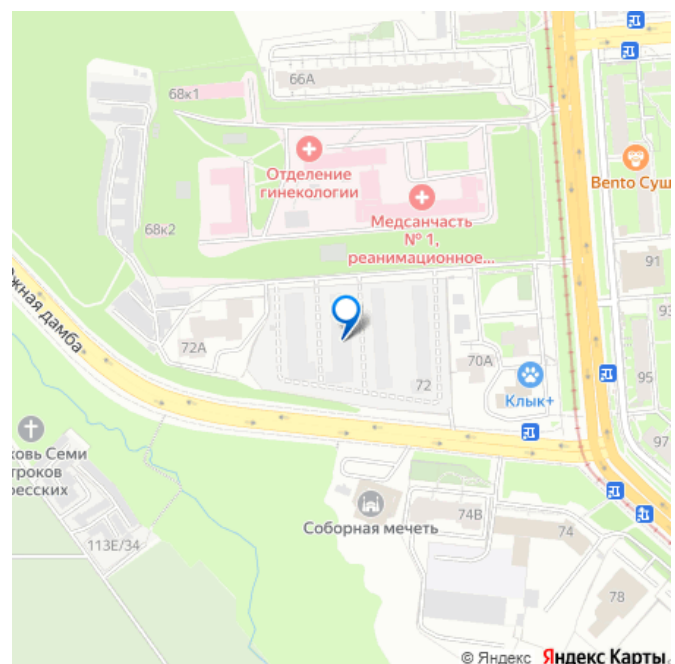 66А
68к1
Отделение
гинекологии
Bento Суш
Медсанчасть
№ 1,
реанимационное...
68к2
91
93
жная дамба
72А
70А
72
95
Клык+
97
ковь Семи
троков
ресских
Соборная мечеть
74В
74
113Е/34
78
© Яндекс Яндекс Карты